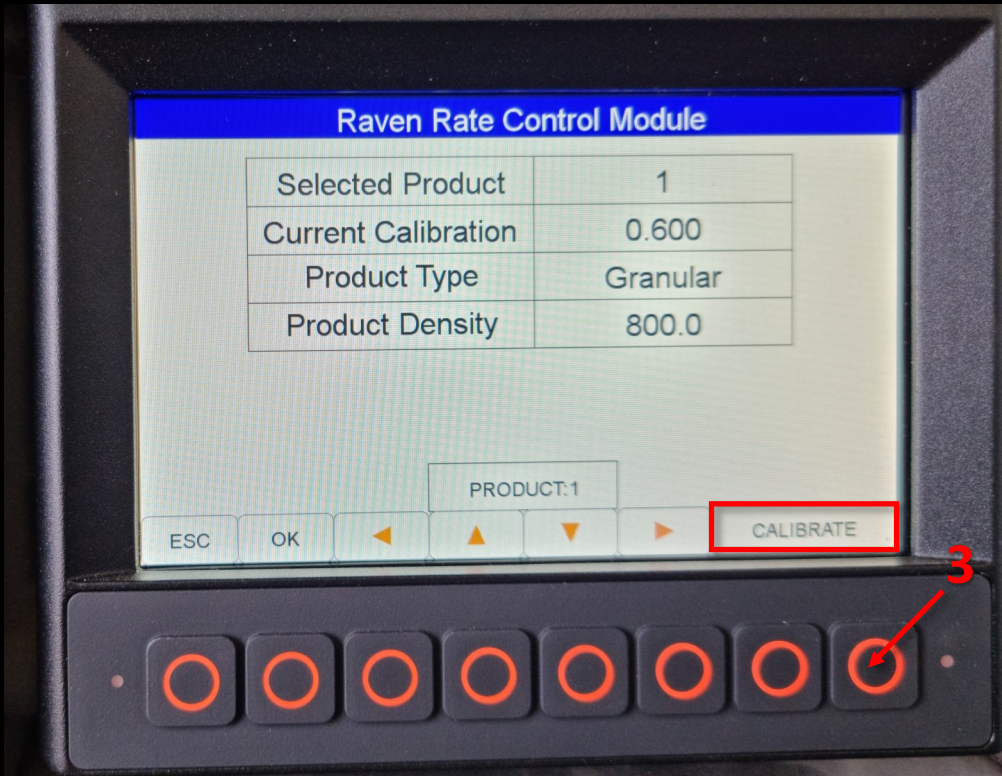 Raven Rate Control Module
Selected Product 1
Current Calibration 0.600
Product Type Granular
Product Density 800.0
PRODUCT:1
ESC OK CALIBRATE
3